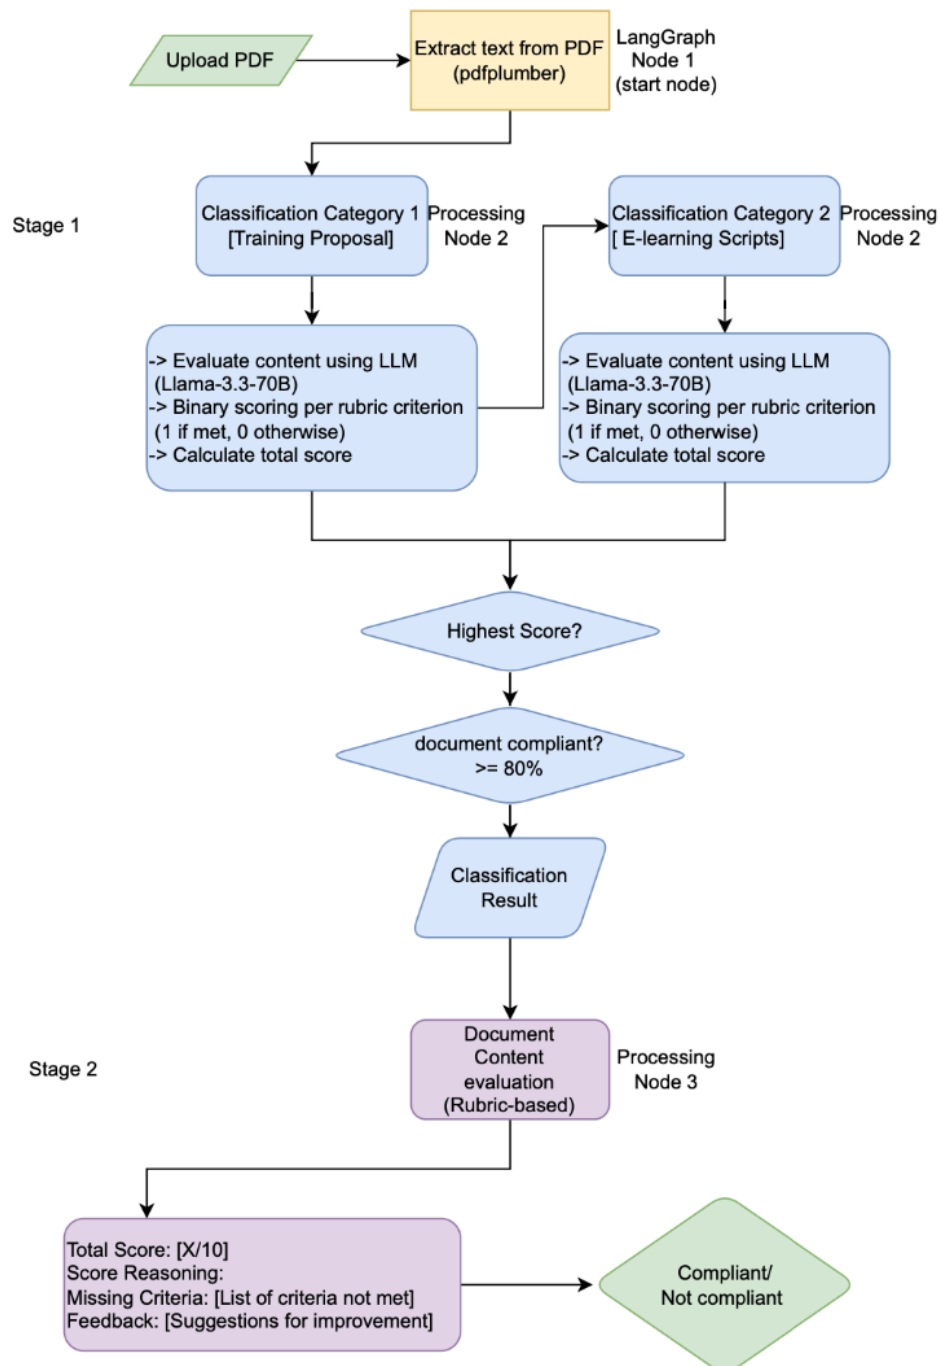 Upload PDF
Extract text from PDF
(pdfplumber)
LangGraph
Node 1
(start node)
Stage 1
Classification Category 1
[Training Proposal]
Processing
Node 2
Classification Category 2
[ E-learning Scripts]
Processing
Node 2
-> Evaluate content using LLM
(Llama-3.3-70B)
-> Binary scoring per rubric criterion
(1 if met, 0 otherwise)
-> Calculate total score
-> Evaluate content using LLM
(Llama-3.3-70B)
-> Binary scoring per rubric criterion
(1 if met, 0 otherwise)
-> Calculate total score
Highest Score?
document compliant?
>= 80%
Classification
Result
Stage 2
Document
Content
evaluation
(Rubric-based)
Processing
Node 3
Total Score: [X/10]
Score Reasoning:
Missing Criteria: [List of criteria not met]
Feedback: [Suggestions for improvement]
Compliant/
Not compliant